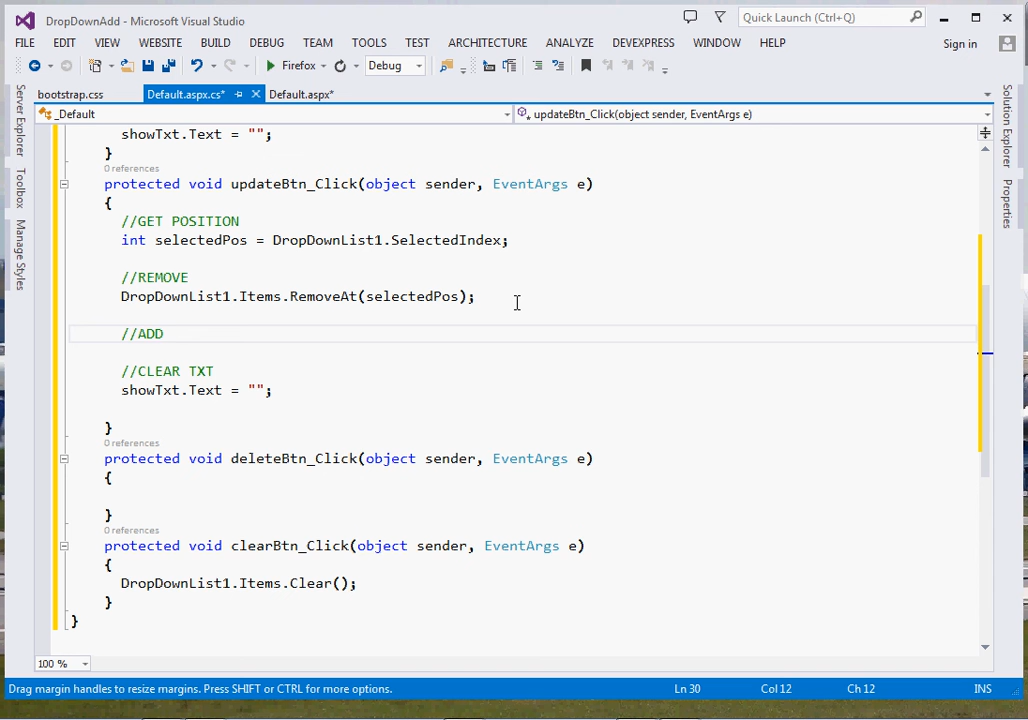 DropDownAdd - Microsoft Visual Studio
Quick Launch (Ctrl+Q)
FILE EDIT VIEW WEBSITE BUILD DEBUG TEAM TOOLS TEST ARCHITECTURE ANALYZE DEVEXPRESS WINDOW HELP Sign in
Firefox Debug
Server Explorer
Toolbox
Manage Styles
bootstrap.css Default.aspx.cs* Default.aspx*
_Default updateBtn_Click(object sender, EventArgs e)
showTxt.Text = "";
}
0 references
protected void updateBtn_Click(object sender, EventArgs e)
{
//GET POSITION
int selectedPos = DropDownList1.SelectedIndex;
//REMOVE
DropDownList1.Items.RemoveAt(selectedPos);
//ADD
//CLEAR TXT
showTxt.Text = "";
}
0 references
protected void deleteBtn_Click(object sender, EventArgs e)
{
}
0 references
protected void clearBtn_Click(object sender, EventArgs e)
{
DropDownList1.Items.Clear();
}
}
Solution Explorer
Properties
100 %
Drag margin handles to resize margins. Press SHIFT or CTRL for more options. Ln 30 Col 12 Ch 12 INS